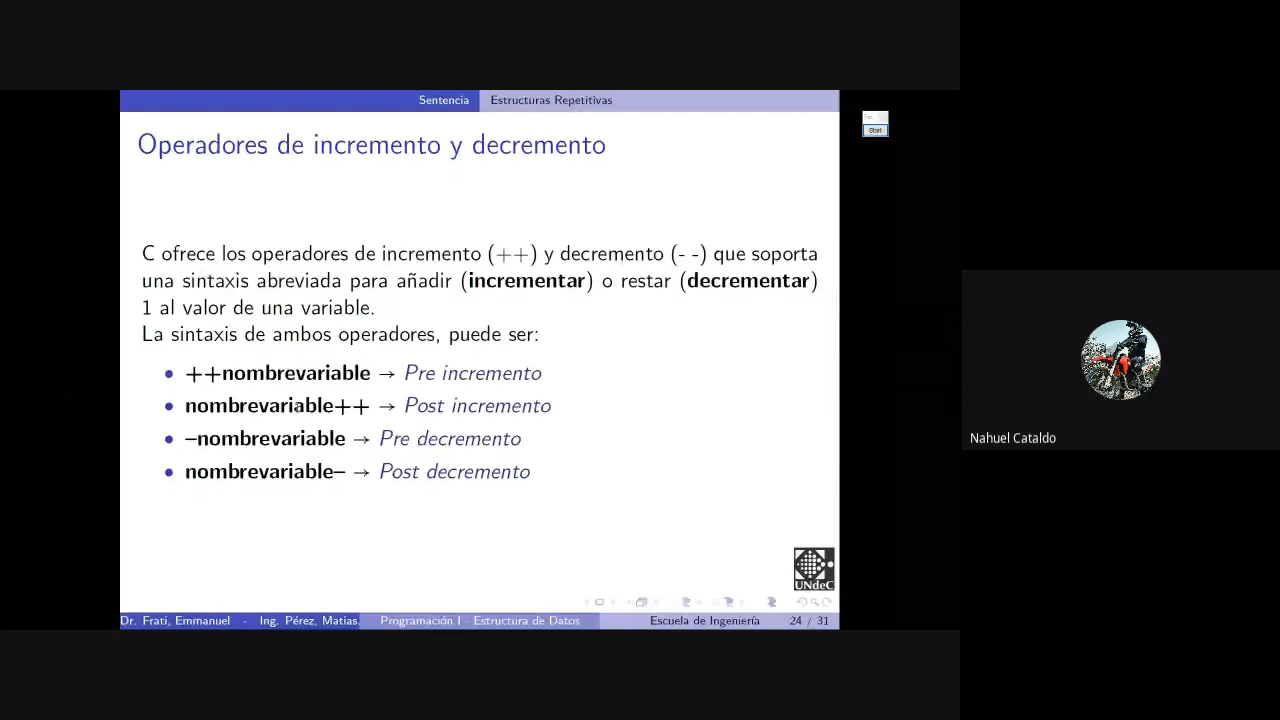 Sentencia Estructuras Repetitivas
Operadores de incremento y decremento
C ofrece los operadores de incremento (++) y decremento (- -) que soporta
una sintaxis abreviada para añadir (incrementar) o restar (decrementar)
1 al valor de una variable.
La sintaxis de ambos operadores, puede ser:
• ++nombrevariable → Pre incremento
• nombrevariable++ → Post incremento
• –nombrevariable → Pre decremento
• nombrevariable– → Post decremento
UNdeC
Dr. Frati, Emmanuel - Ing. Pérez, Matias. Programación I - Estructura de Datos Escuela de Ingeniería 24 / 31
Start
Nahuel Cataldo